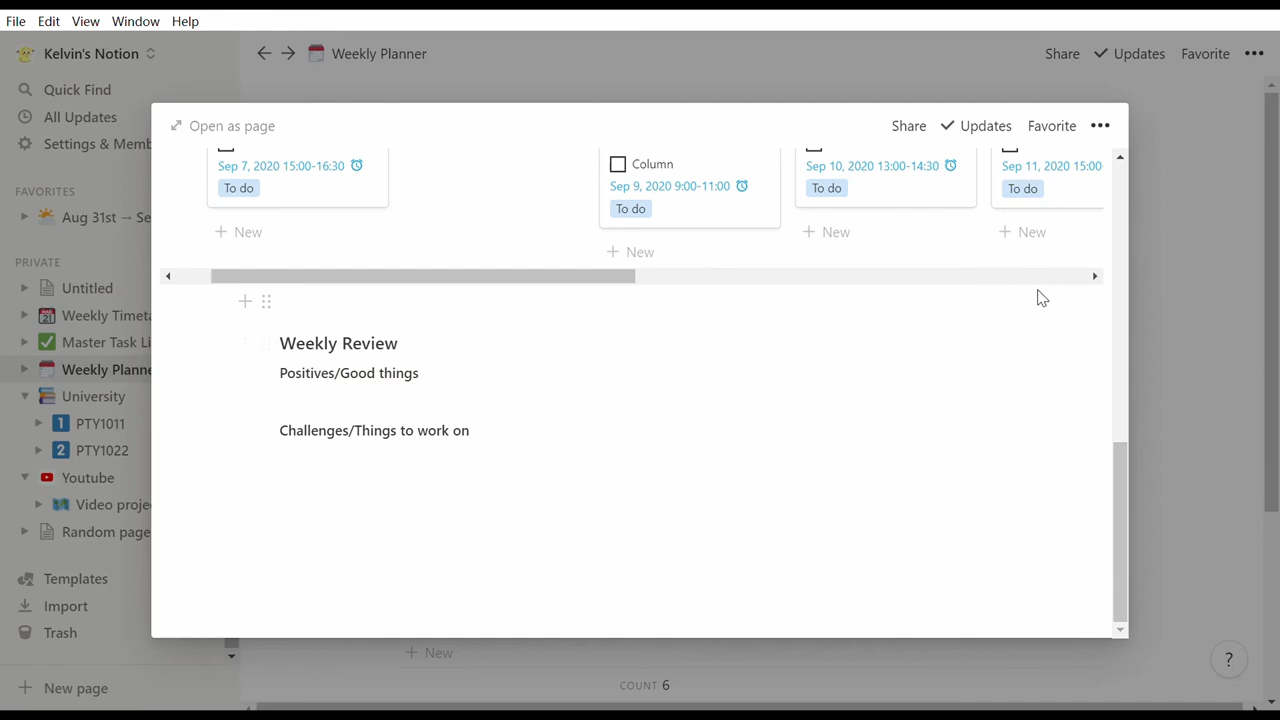 File Edit View Window Help
Kelvin's Notion
Weekly Planner
Share Updates Favorite •••
Quick Find
All Updates
Settings & Memb
FAVORITES
Aug 31st → Se
PRIVATE
Untitled
Weekly Timeta
Master Task Li
Weekly Planne
University
1 PTY1011
2 PTY1022
Youtube
Video proje
Random page
Templates
Import
Trash
+ New page
Open as page
Share Updates Favorite •••
Sep 7, 2020 15:00-16:30
To do
+ New
Column
Sep 9, 2020 9:00-11:00
To do
+ New
Sep 10, 2020 13:00-14:30
To do
+ New
Sep 11, 2020 15:00-
To do
+ New
Weekly Review
Positives/Good things
Challenges/Things to work on
+ New
COUNT 6
?